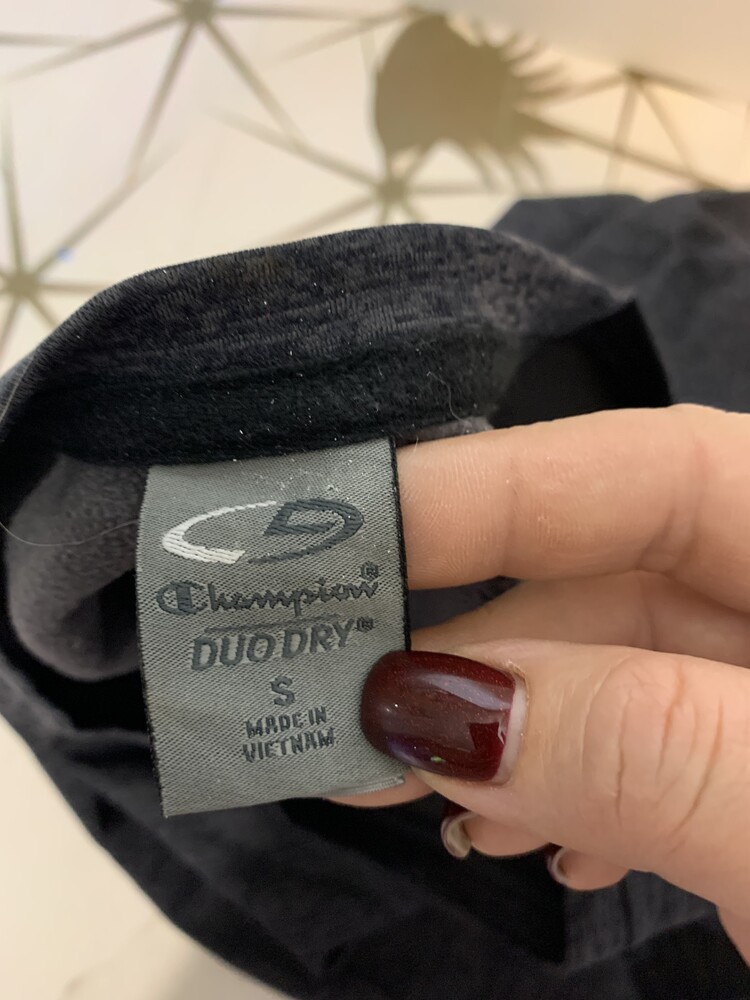 Champion®
DUO DRY®
S
MADE IN
VIETNAM